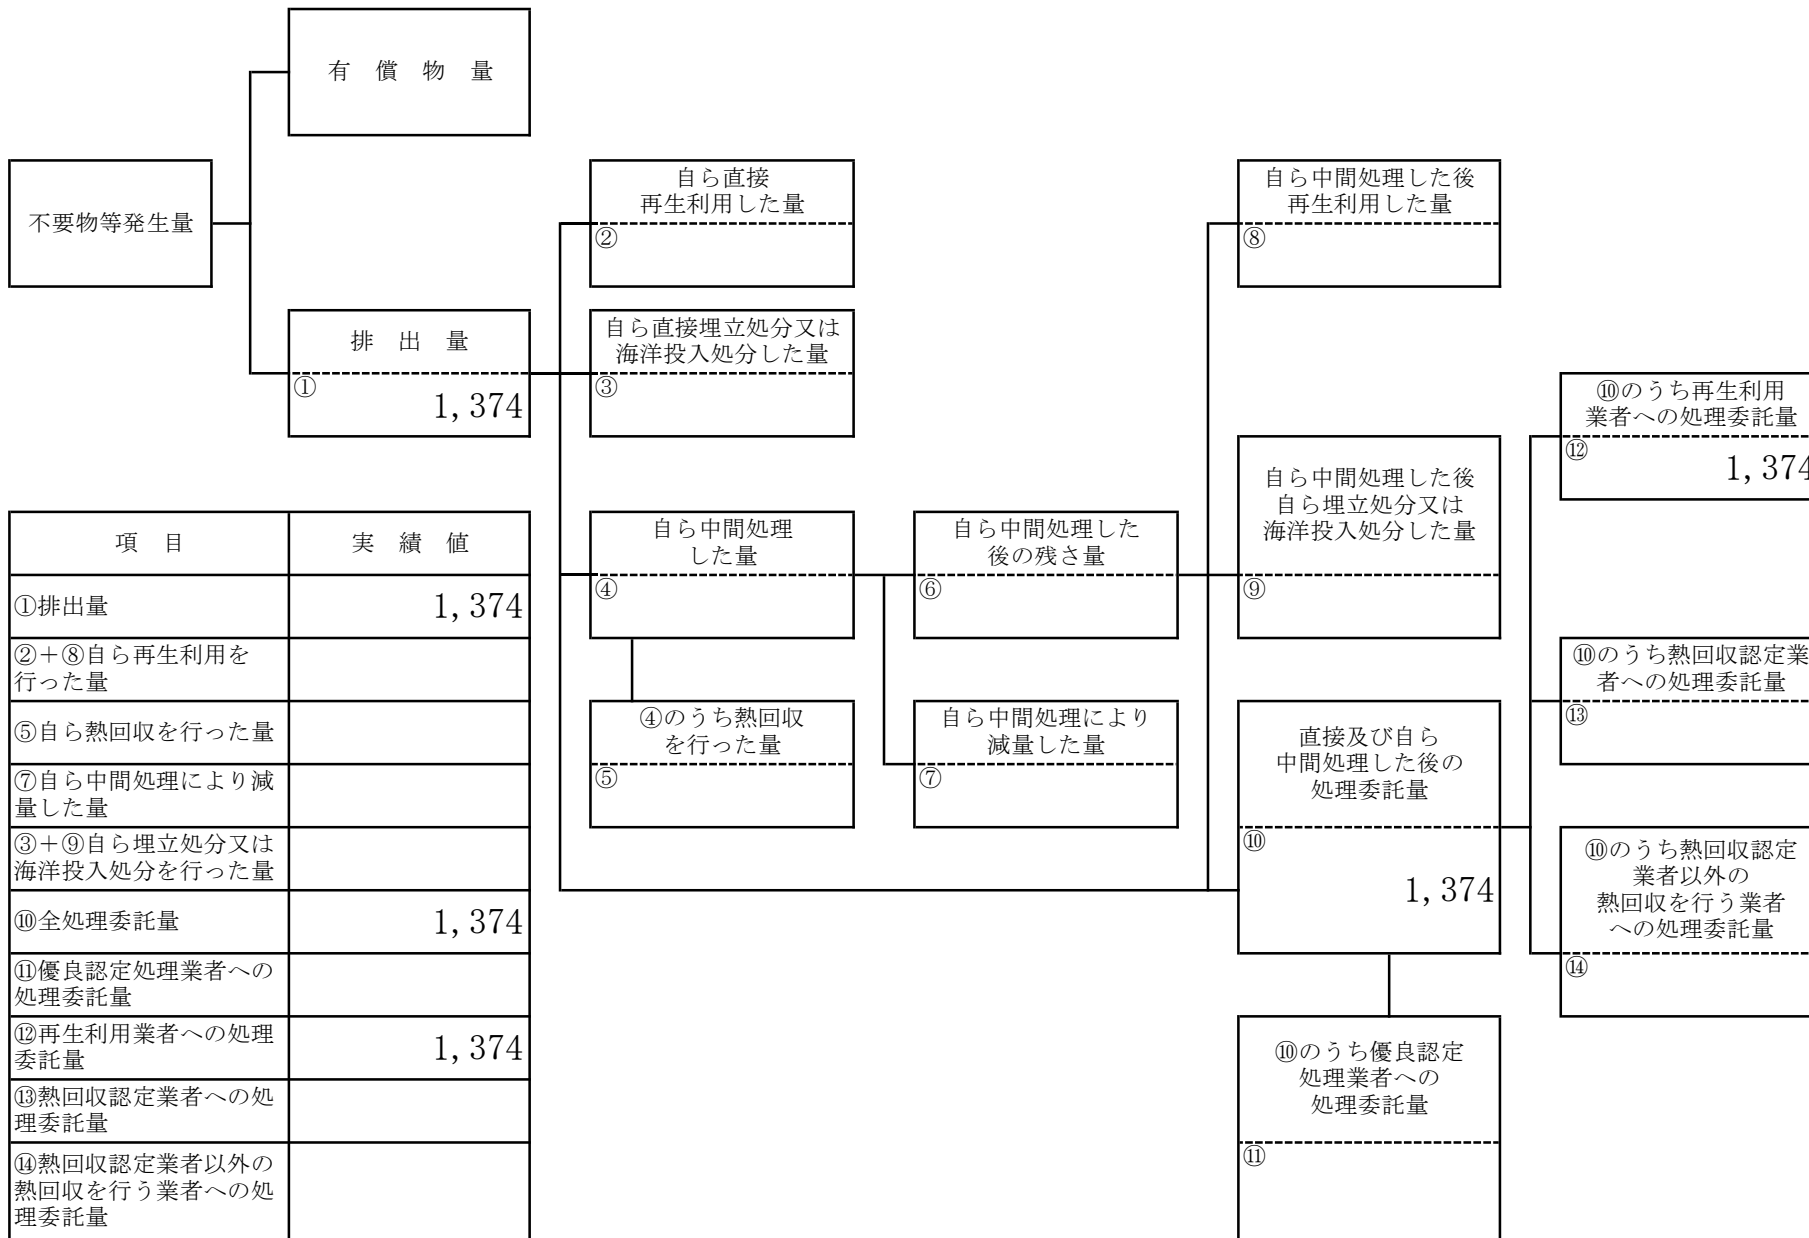 有 償 物 量
不要物等発生量
自ら直接
再生利用した量
②
自ら中間処理した後
再生利用した量
⑧
排 出 量
①
1,374
自ら直接埋立処分又は
海洋投入処分した量
③
⑩のうち再生利用
業者への処理委託量
⑫
1,374
自ら中間処理した後
自ら埋立処分又は
海洋投入処分した量
⑨
自ら中間処理
した量
④
自ら中間処理した
後の残さ量
⑥
⑩のうち熱回収認定業
者への処理委託量
⑬
④のうち熱回収
を行った量
⑤
自ら中間処理により
減量した量
⑦
直接及び自ら
中間処理した後の
処理委託量
⑩
1,374
⑩のうち熱回収認定
業者以外の
熱回収を行う業者
への処理委託量
⑭
⑩のうち優良認定
処理業者への
処理委託量
⑪
項 目
実 績 値
①排出量
1,374
②+⑧自ら再生利用を
行った量
⑤自ら熱回収を行った量
⑦自ら中間処理により減
量した量
③+⑨自ら埋立処分又は
海洋投入処分を行った量
⑩全処理委託量
1,374
⑪優良認定処理業者への
処理委託量
⑫再生利用業者への処理
委託量
1,374
⑬熱回収認定業者への処
理委託量
⑭熱回収認定業者以外の
熱回収を行う業者への処
理委託量